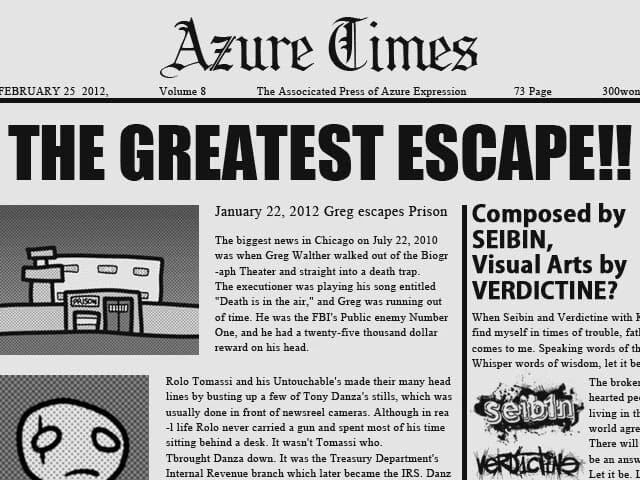 Azure Times
FEBRUARY 25 2012,
Volume 8
The Associcated Press of Azure Expression
73 Page
300won
THE GREATEST ESCAPE!!
January 22, 2012 Greg escapes Prison
The biggest news in Chicago on July 22, 2010
was when Greg Walther walked out of the Biogr
-aph Theater and straight into a death trap.
The executioner was playing his song entitled
"Death is in the air," and Greg was running out
of time. He was the FBI's Public enemy Number
One, and he had a twenty-five thousand dollar
reward on his head.
PRISON
Rolo Tomassi and his Untouchable's made their many head
lines by busting up a few of Tony Danza's stills, which was
usually done in front of newsreel cameras. Although in rea
-l life Rolo never carried a gun and spent most of his time
sitting behind a desk. It wasn't Tomassi who.
Tbrought Danza down. It was the Treasury Department's
Internal Revenue branch which later became the IRS. Danz
Composed by
SEIBIN,
Visual Arts by
VERDICTINE?
When Seibin and Verdictine with K
find myself in times of trouble, fath
comes to me. Speaking words of th
Whisper words of wisdom, let it be
seibin
VERDICTINE
The broken
hearted peo
living in th
world agre
There will
be an answ
Let it be. I